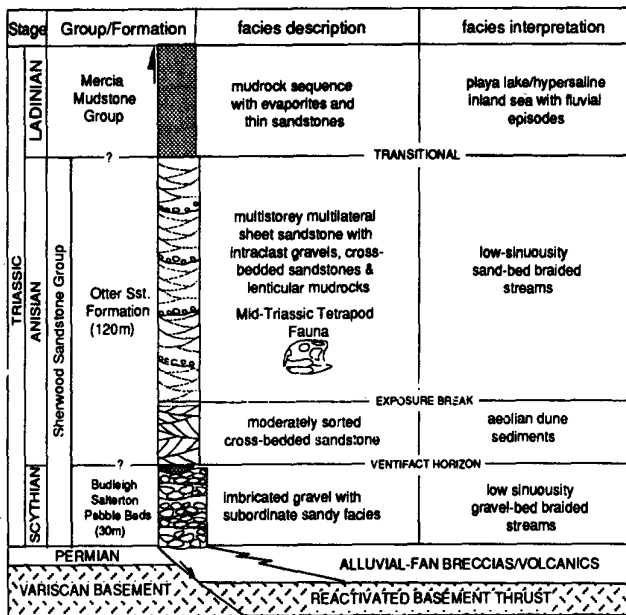 Stage Group/Formation facies description facies interpretation
TRIASSIC
LADINIAN
Mercia
Mudstone
Group
mudrock sequence
with evaporites and
thin sandstones
playa lake/hypersaline
inland sea with fluvial
episodes
?
TRANSITIONAL
ANISIAN
Sherwood Sandstone Group
Otter Sst.
Formation
(120m)
multistorey multilateral
sheet sandstone with
intraclast gravels, cross-
bedded sandstones &
lenticular mudrocks
Mid-Triassic Tetrapod
Fauna
low-sinuousity
sand-bed braided
streams
EXPOSURE BREAK
moderately sorted
cross-bedded sandstone
aeolian dune
sediments
?
VENTIFACT HORIZON
SCYTHIAN
Budleigh
Salterton
Pebble Beds
(30m)
imbricated gravel with
subordinate sandy facies
low sinuosity
gravel-bed braided
streams
PERMIAN
ALLUVIAL-FAN BRECCIAS/VOLCANICS
VARISCAN BASEMENT
REACTIVATED BASEMENT THRUST